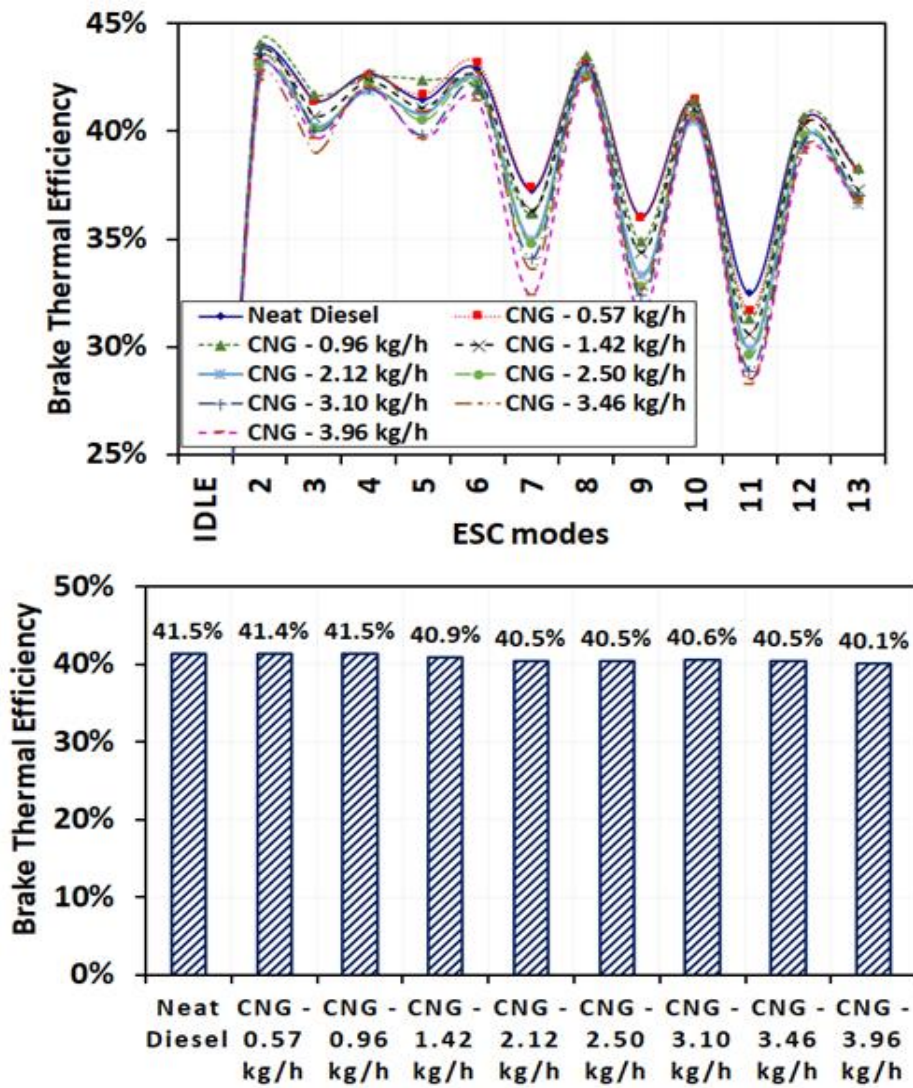 45%
40%
35%
30%
25%
Brake Thermal Efficiency
Neat Diesel CNG - 0.57 kg/h
CNG - 0.96 kg/h CNG - 1.42 kg/h
CNG - 2.12 kg/h CNG - 2.50 kg/h
CNG - 3.10 kg/h CNG - 3.46 kg/h
CNG - 3.96 kg/h
IDLE 2 3 4 5 6 7 8 9 10 11 12 13
ESC modes
50%
40%
30%
20%
10%
0%
Brake Thermal Efficiency
41.5% 41.4% 41.5% 40.9% 40.5% 40.5% 40.6% 40.5% 40.1%
Neat CNG - CNG - CNG - CNG - CNG - CNG - CNG - CNG -
Diesel 0.57 0.96 1.42 2.12 2.50 3.10 3.46 3.96
kg/h kg/h kg/h kg/h kg/h kg/h kg/h kg/h